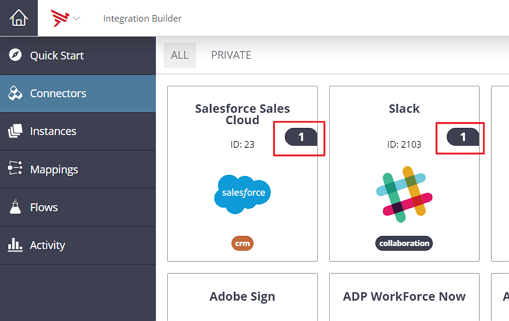 Integration Builder
Quick Start
Connectors
Instances
Mappings
Flows
Activity
ALL PRIVATE
Salesforce Sales
Cloud
1
ID: 23
salesforce
crm
Slack
1
ID: 2103
collaboration
Adobe Sign
ADP WorkForce Now